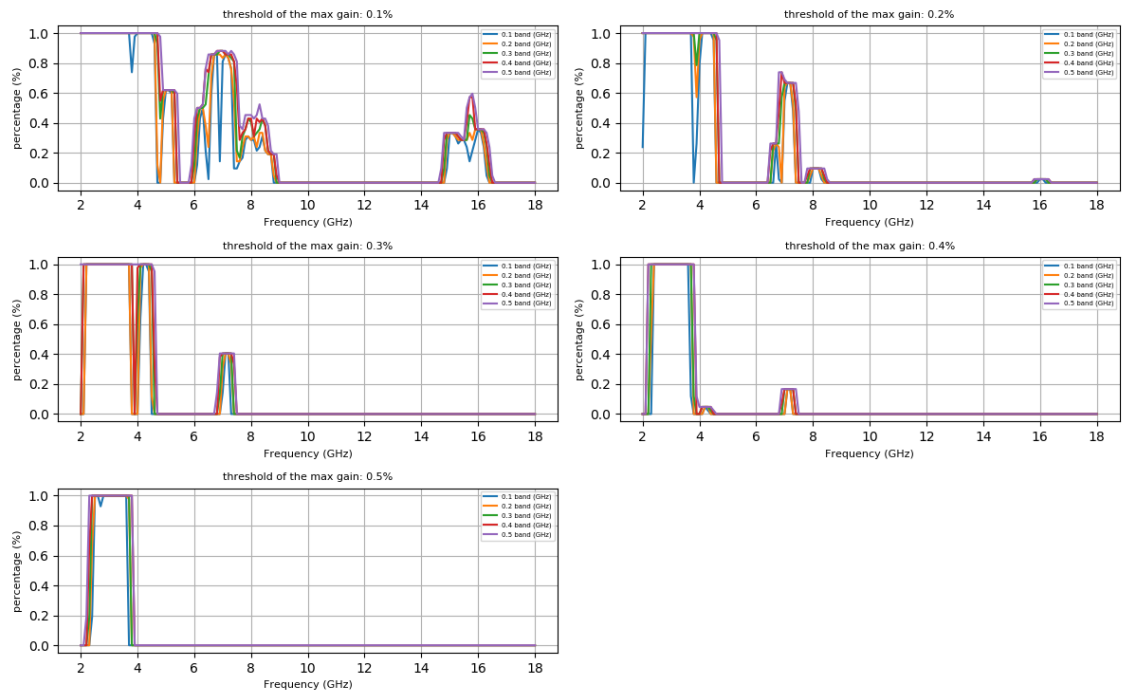 threshold of the max gain: 0.1%
percentage (%)
1.0
0.8
0.6
0.4
0.2
0.0
0.1 band (GHz)
0.2 band (GHz)
0.3 band (GHz)
0.4 band (GHz)
0.5 band (GHz)
2 4 6 8 10 12 14 16 18
Frequency (GHz)
threshold of the max gain: 0.2%
percentage (%)
1.0
0.8
0.6
0.4
0.2
0.0
0.1 band (GHz)
0.2 band (GHz)
0.3 band (GHz)
0.4 band (GHz)
0.5 band (GHz)
2 4 6 8 10 12 14 16 18
Frequency (GHz)
threshold of the max gain: 0.3%
percentage (%)
1.0
0.8
0.6
0.4
0.2
0.0
0.1 band (GHz)
0.2 band (GHz)
0.3 band (GHz)
0.4 band (GHz)
0.5 band (GHz)
2 4 6 8 10 12 14 16 18
Frequency (GHz)
threshold of the max gain: 0.4%
percentage (%)
1.0
0.8
0.6
0.4
0.2
0.0
0.1 band (GHz)
0.2 band (GHz)
0.3 band (GHz)
0.4 band (GHz)
0.5 band (GHz)
2 4 6 8 10 12 14 16 18
Frequency (GHz)
threshold of the max gain: 0.5%
percentage (%)
1.0
0.8
0.6
0.4
0.2
0.0
0.1 band (GHz)
0.2 band (GHz)
0.3 band (GHz)
0.4 band (GHz)
0.5 band (GHz)
2 4 6 8 10 12 14 16 18
Frequency (GHz)